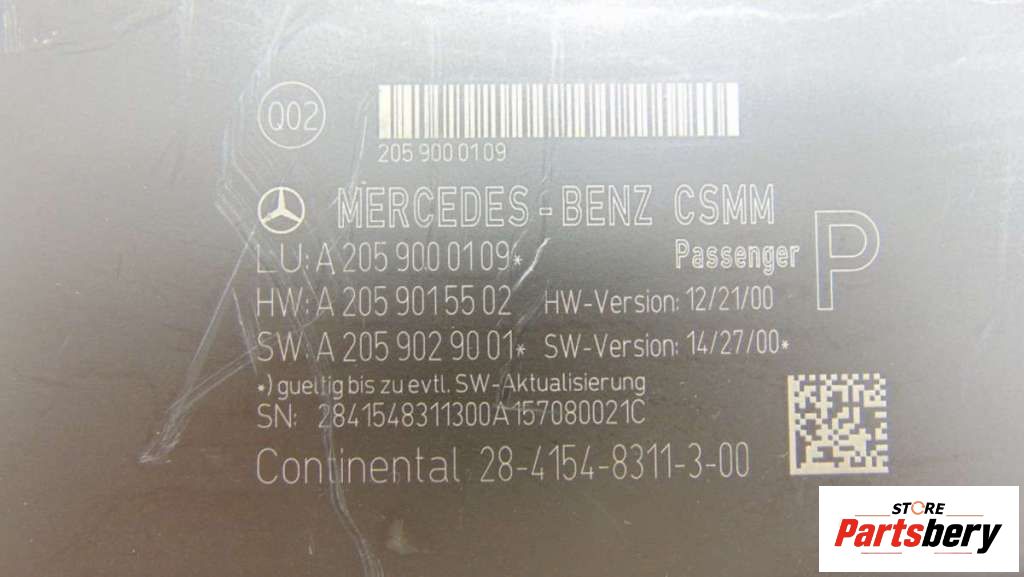 Q02
205 900 01 09
MERCEDES-BENZ CSMM
LU: A 205 900 01 09*
Passenger P
HW: A 205 901 55 02 HW-Version: 12/21/00
SW: A 205 902 90 01* SW-Version: 14/27/00*
*) gueltig bis zu evtl. SW-Aktualisierung
SN: 2841548311300A157080021C
Continental 28-4154-8311-3-00
STORE
Partsbery